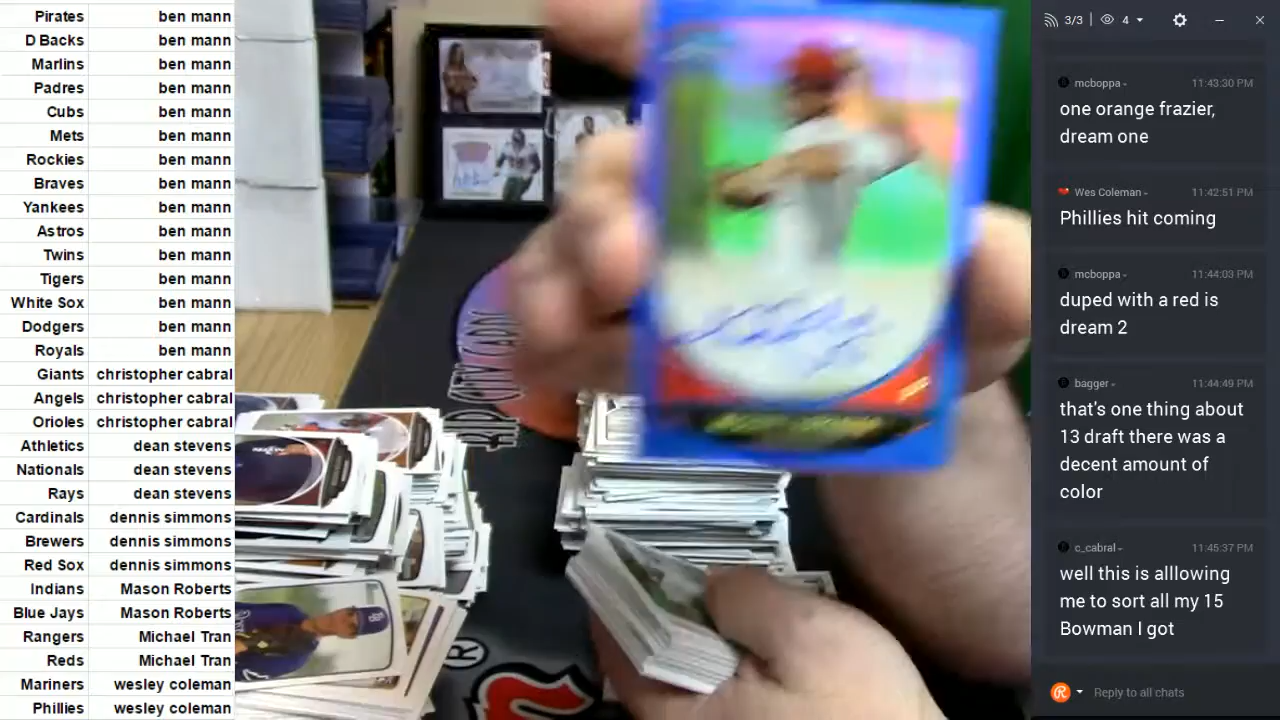 Pirates ben mann
D Backs ben mann
Marlins ben mann
Padres ben mann
Cubs ben mann
Mets ben mann
Rockies ben mann
Braves ben mann
Yankees ben mann
Astros ben mann
Twins ben mann
Tigers ben mann
White Sox ben mann
Dodgers ben mann
Royals ben mann
Giants christopher cabral
Angels christopher cabral
Orioles christopher cabral
Athletics dean stevens
Nationals dean stevens
Rays dean stevens
Cardinals dennis simmons
Brewers dennis simmons
Red Sox dennis simmons
Indians Mason Roberts
Blue Jays Mason Roberts
Rangers Michael Tran
Reds Michael Tran
Mariners wesley coleman
Phillies wesley coleman
RIP CITY CARDS
®
3/3 4
mcboppa 11:43:30 PM
one orange frazier,
dream one
Wes Coleman 11:42:51 PM
Phillies hit coming
mcboppa 11:44:03 PM
duped with a red is
dream 2
bagger 11:44:49 PM
that's one thing about
13 draft there was a
decent amount of
color
c_cabral 11:45:37 PM
well this is alllowing
me to sort all my 15
Bowman I got
Reply to all chats